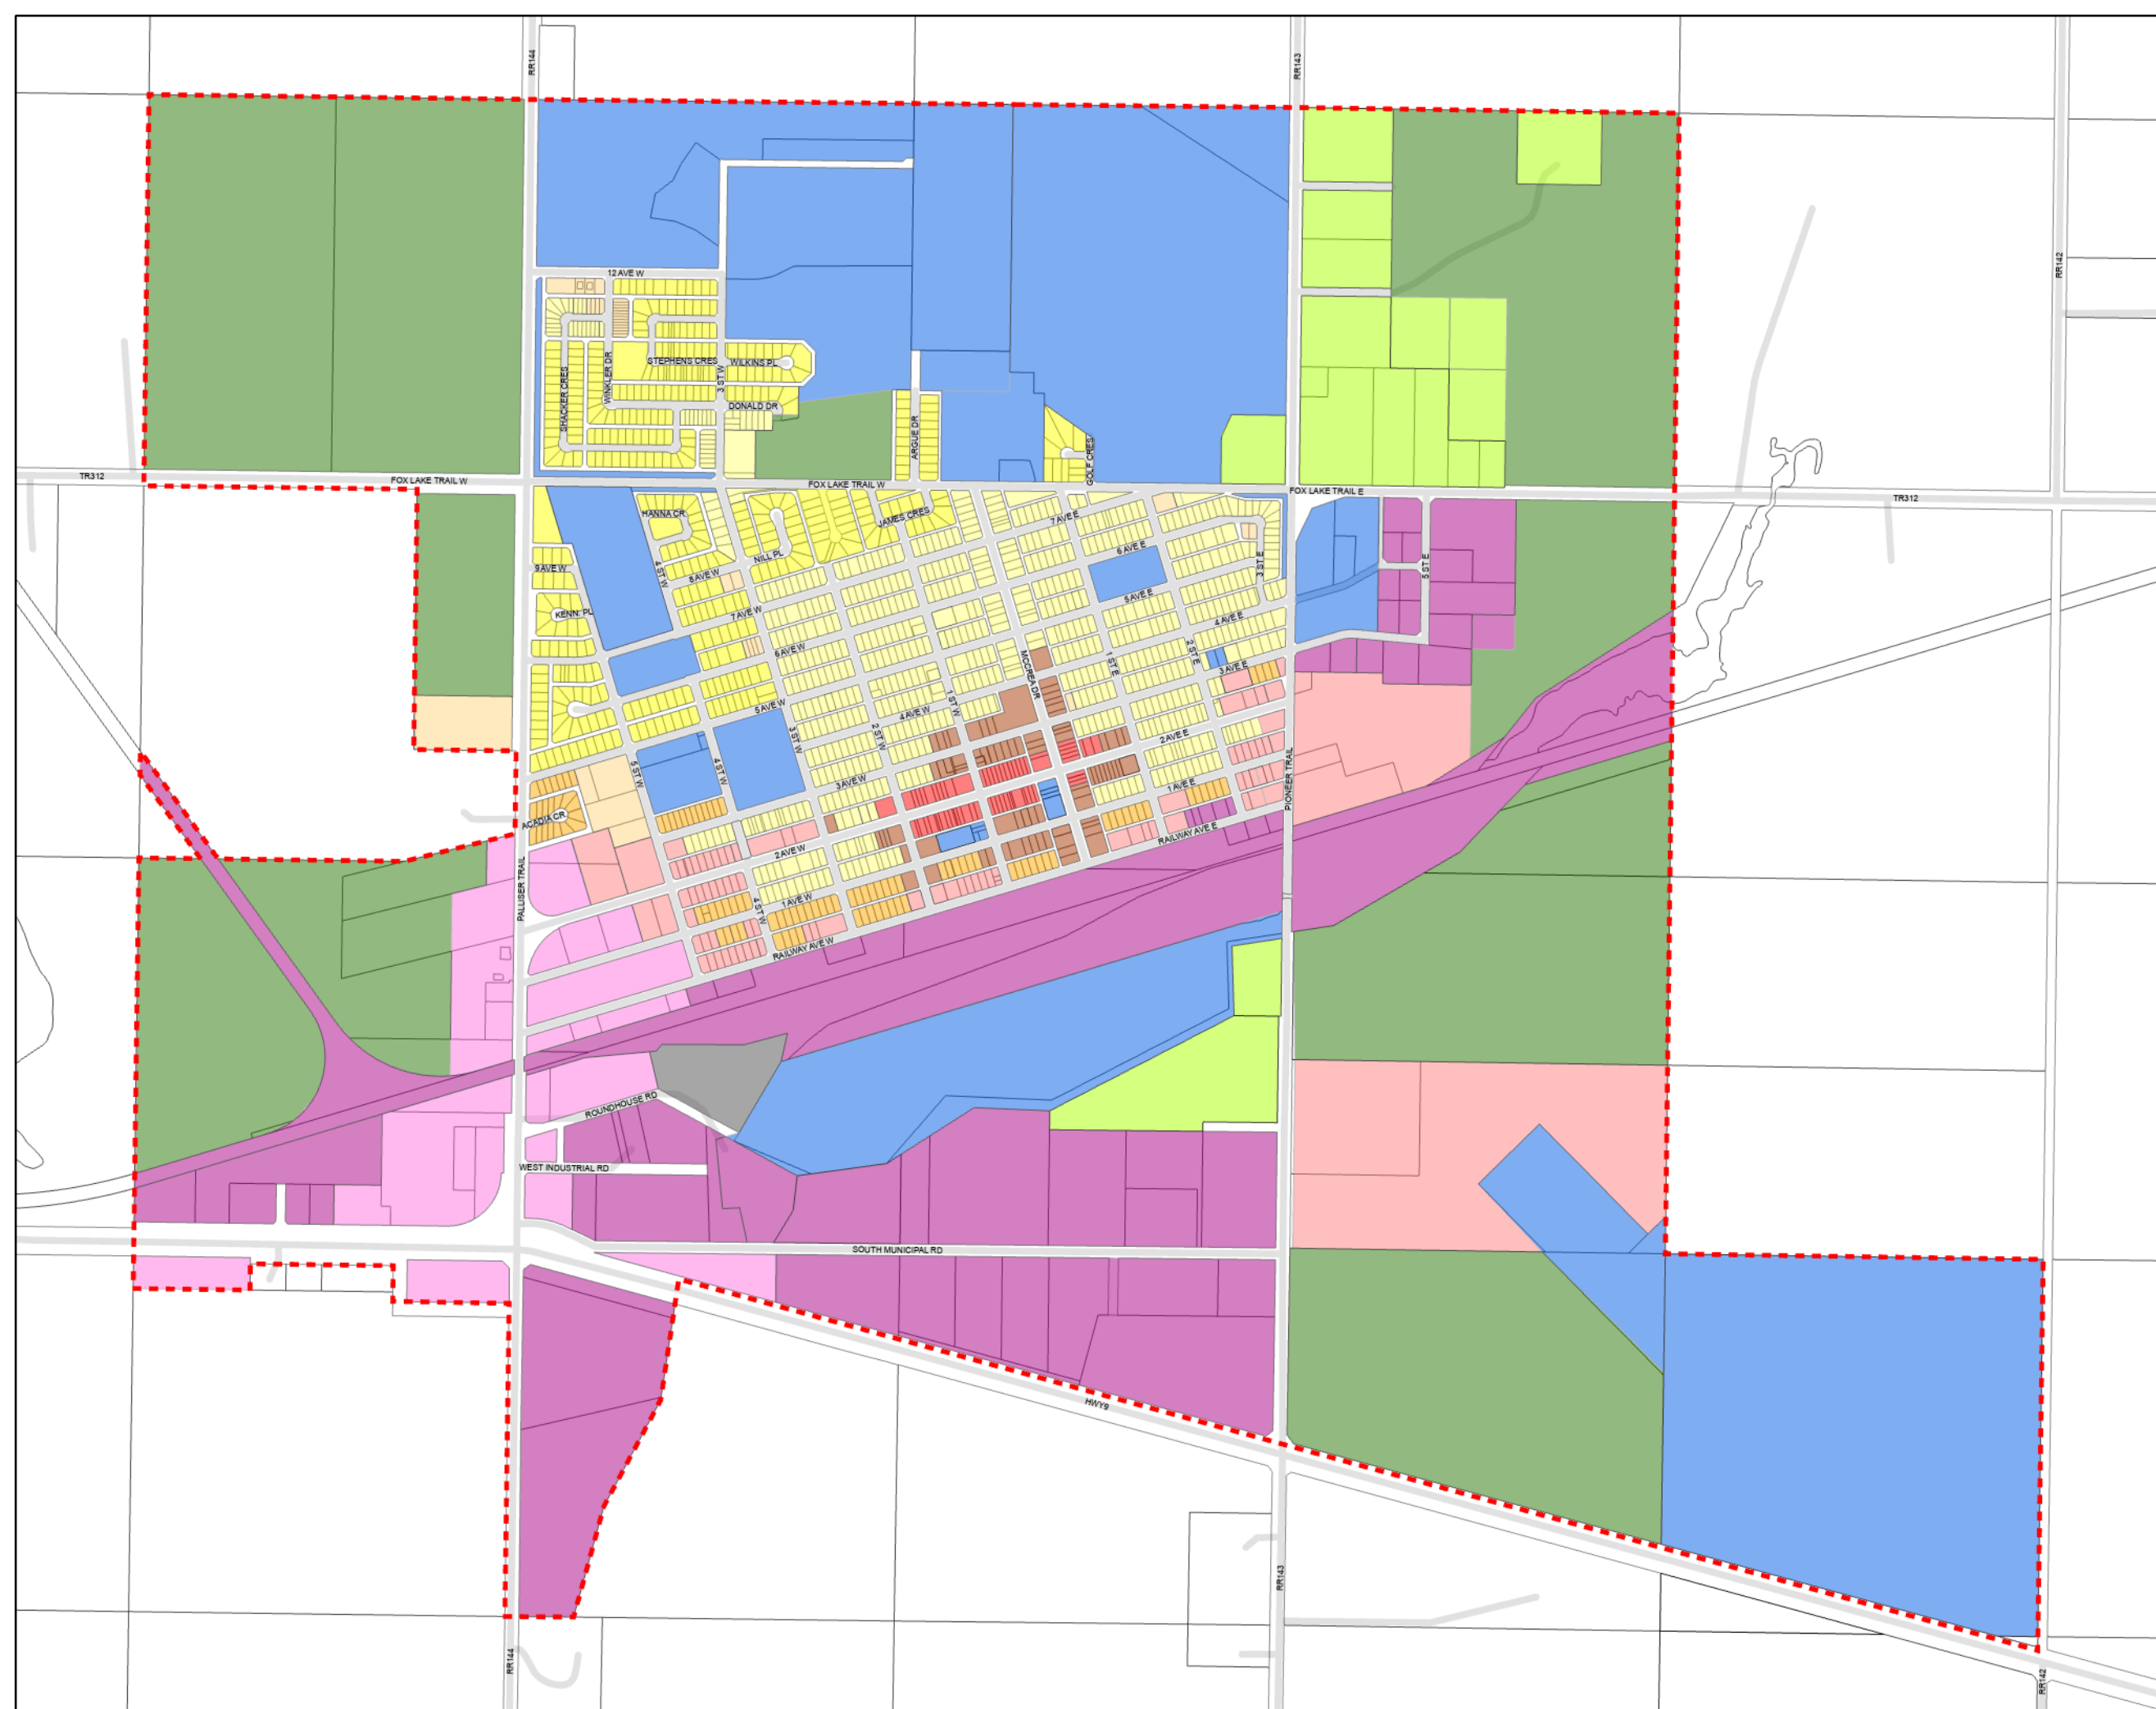 RR144
RR143
RR142
12 AVE W
STEPHENS CRES
WILKINS PL
3 ST W
WINKLER DR
SHACKER CRES
DONALD DR
ARGUE DR
GOLF CRES
TR312
FOX LAKE TRAIL W
FOX LAKE TRAIL W
FOX LAKE TRAIL E
TR312
HANNA CR
JAMES CRES
7 AVE E
NILL PL
6 AVE E
9 AVE W
4 ST W
8 AVE W
3 ST E
5 ST E
5 AVE E
KENN. PL
7 AVE W
4 AVE E
6 AVE W
MCCREA DR
1 ST E
2 ST E
3 AVE E
1 ST W
5 AVE W
4 AVE W
3 ST W
2 ST W
2 AVE E
5 ST W
4 ST W
3 AVE W
1 AVE E
PIONEER TRAIL
ACADIA CR
RAILWAY AVE E
2 AVE W
PALLISER TRAIL
1 AVE W
4 ST W
RAILWAY AVE W
ROUNDHOUSE RD
WEST INDUSTRIAL RD
SOUTH MUNICIPAL RD
HWY9
RR143
RR144
RR142